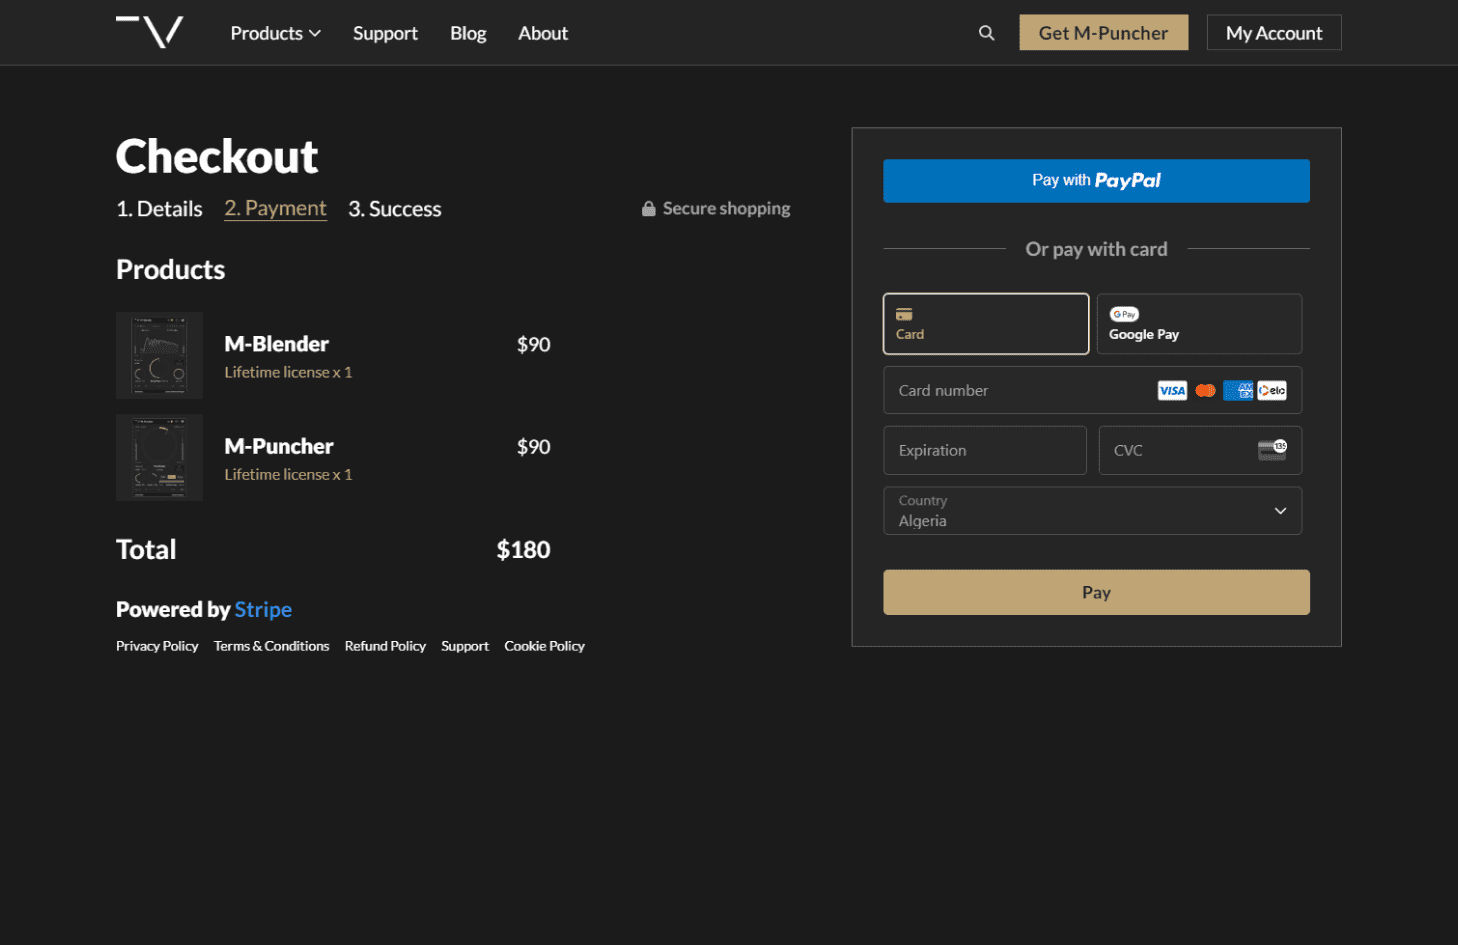 Products Support Blog About Get M-Puncher My Account
Checkout
1. Details 2. Payment 3. Success Secure shopping
Products
M-Blender $90
Lifetime license x 1
M-Puncher $90
Lifetime license x 1
Total $180
Powered by Stripe
Privacy Policy Terms & Conditions Refund Policy Support Cookie Policy
Pay with PayPal
Or pay with card
Card
G Pay
Google Pay
Card number VISA AMEX elo
Expiration CVC 135
Country
Algeria
Pay